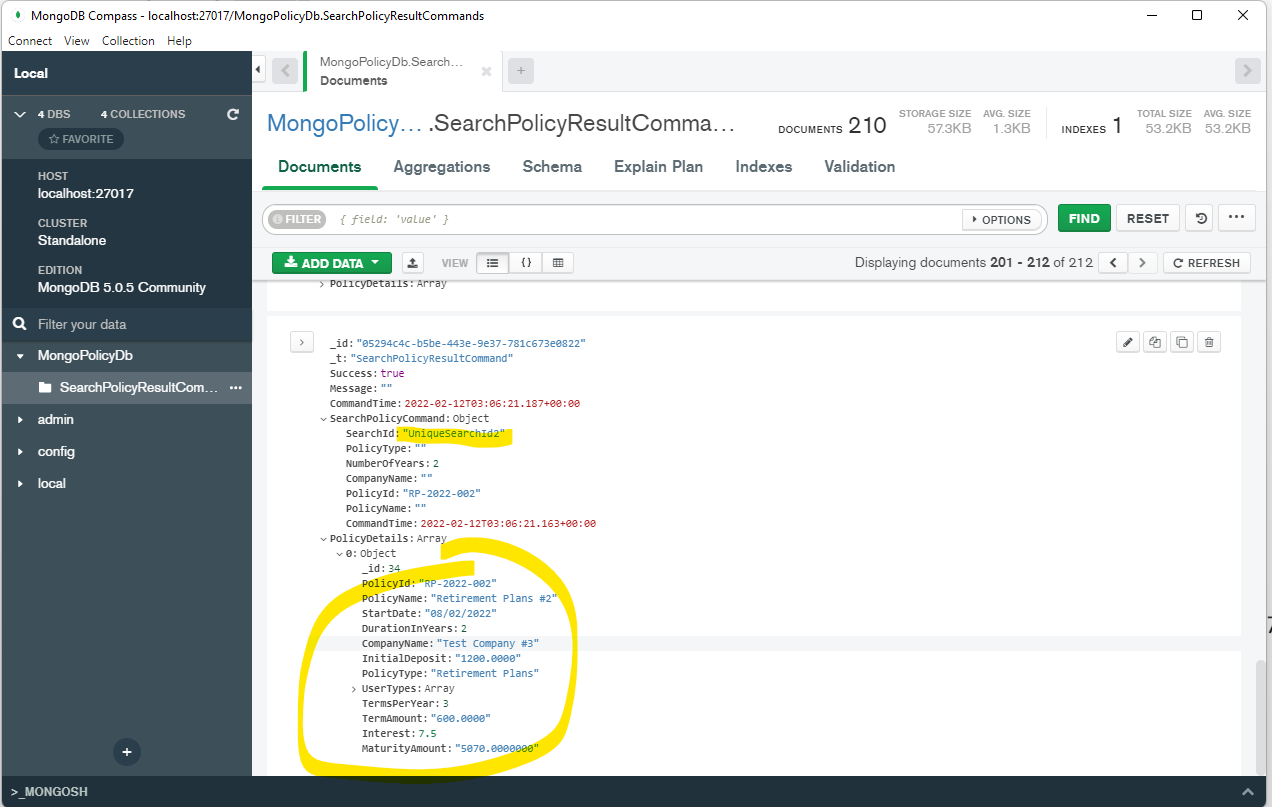 MongoDB Compass - localhost:27017/MongoPolicyDb.SearchPolicyResultCommands
Connect View Collection Help
Local
4 DBS 4 COLLECTIONS
FAVORITE
HOST
localhost:27017
CLUSTER
Standalone
EDITION
MongoDB 5.0.5 Community
Filter your data
MongoPolicyDb
SearchPolicyResultCom... ...
admin
config
local
MongoPolicyDb.Search...
Documents
MongoPolicy... .SearchPolicyResultComma...
DOCUMENTS 210
STORAGE SIZE
57.3KB
AVG. SIZE
1.3KB
INDEXES 1
TOTAL SIZE
53.2KB
AVG. SIZE
53.2KB
Documents Aggregations Schema Explain Plan Indexes Validation
FILTER { field: 'value' } OPTIONS FIND RESET ...
ADD DATA VIEW {} Displaying documents 201 - 212 of 212 REFRESH
PolicyDetails: Array
_id: "05294c4c-b5be-443e-9e37-781c673e0822"
_t: "SearchPolicyResultCommand"
Success: true
Message: ""
CommandTime: 2022-02-12T03:06:21.187+00:00
SearchPolicyCommand: Object
SearchId: "UniqueSearchId2"
PolicyType: ""
NumberOfYears: 2
CompanyName: ""
PolicyId: "RP-2022-002"
PolicyName: ""
CommandTime: 2022-02-12T03:06:21.163+00:00
PolicyDetails: Array
0: Object
_id: 34
PolicyId: "RP-2022-002"
PolicyName: "Retirement Plans #2"
StartDate: "08/02/2022"
DurationInYears: 2
CompanyName: "Test Company #3"
InitialDeposit: "1200.0000"
PolicyType: "Retirement Plans"
UserTypes: Array
TermsPerYear: 3
TermAmount: "600.0000"
Interest: 7.5
MaturityAmount: "5070.0000000"
>_MONGOSH